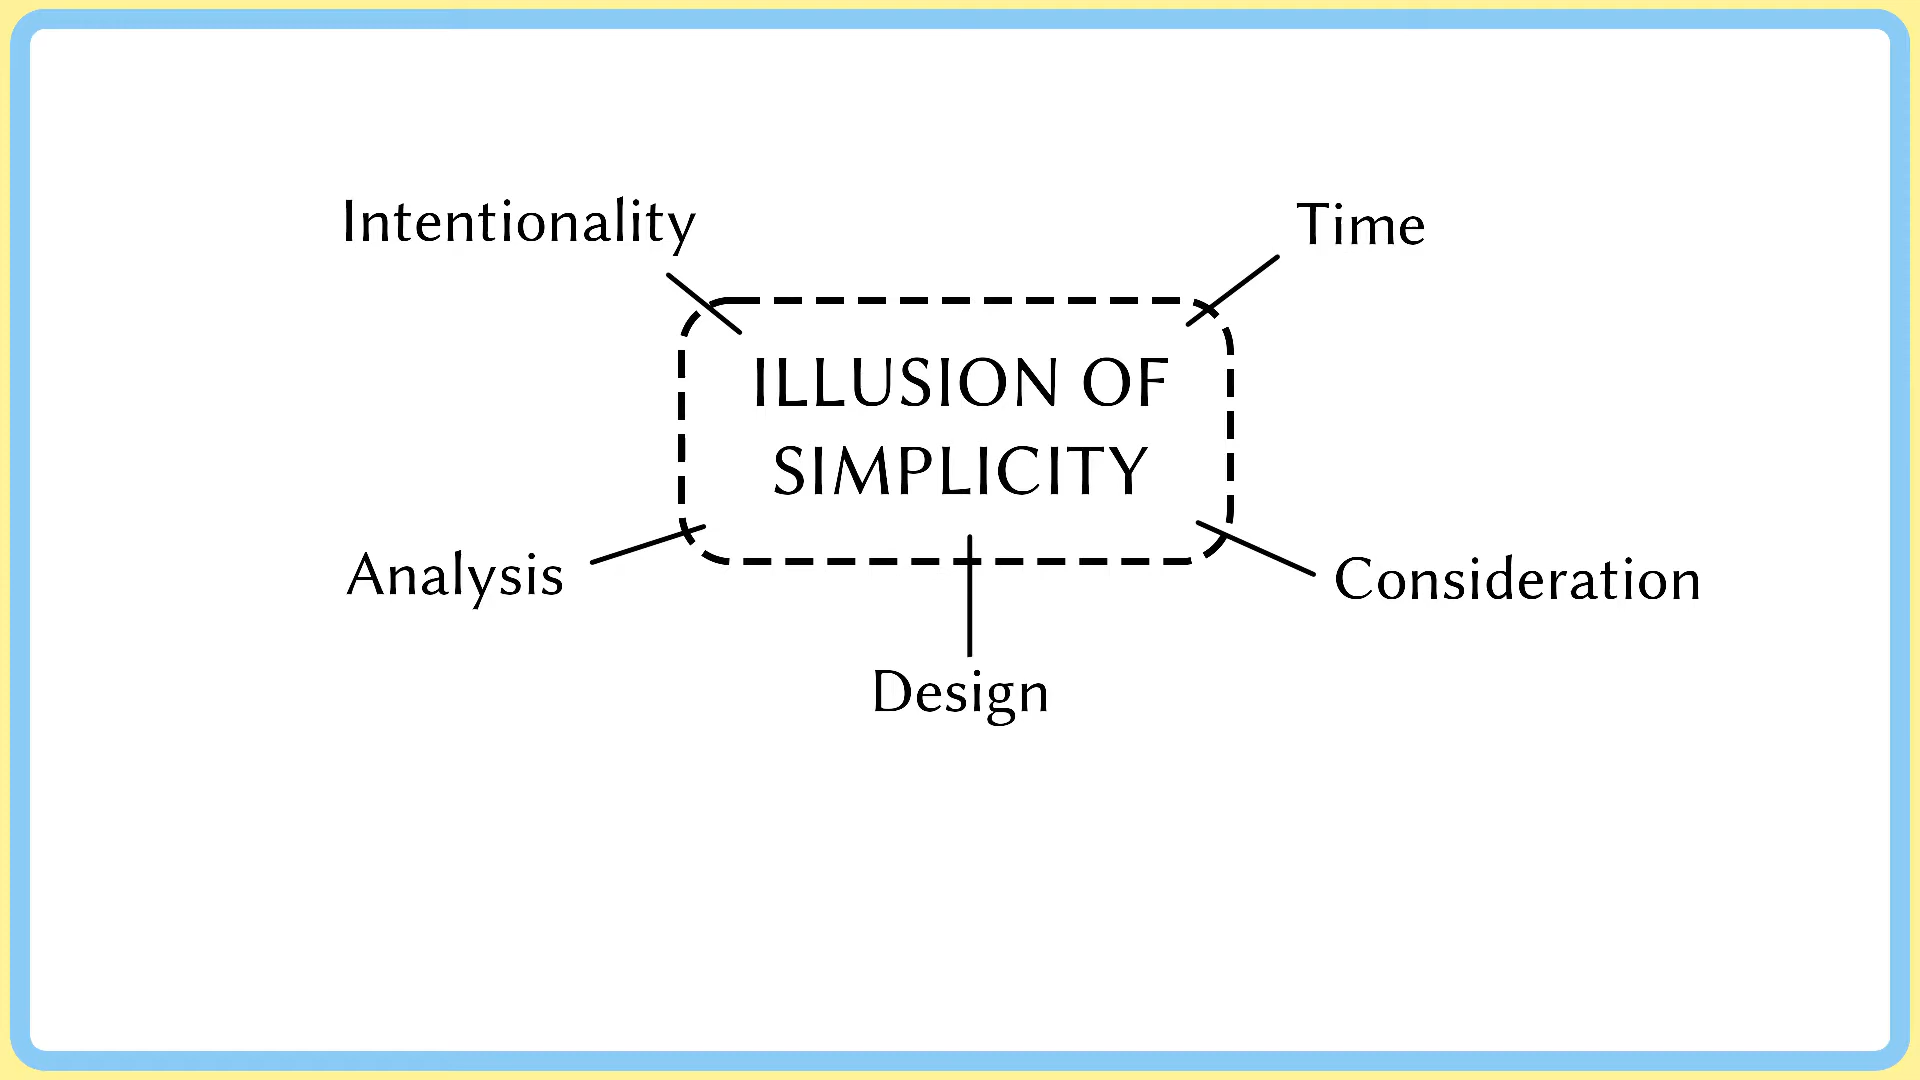 Intentionality
Time
ILLUSION OF
SIMPLICITY
Analysis
Consideration
Design